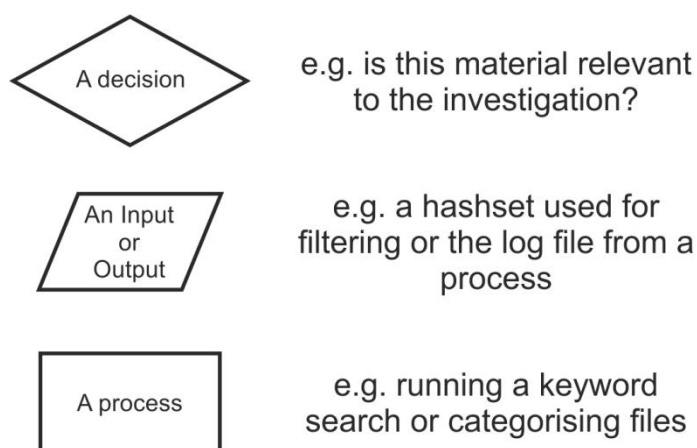 A decision
e.g. is this material relevant
to the investigation?
An Input
or
Output
e.g. a hashset used for
filtering or the log file from a
process
A process
e.g. running a keyword
search or categorising files